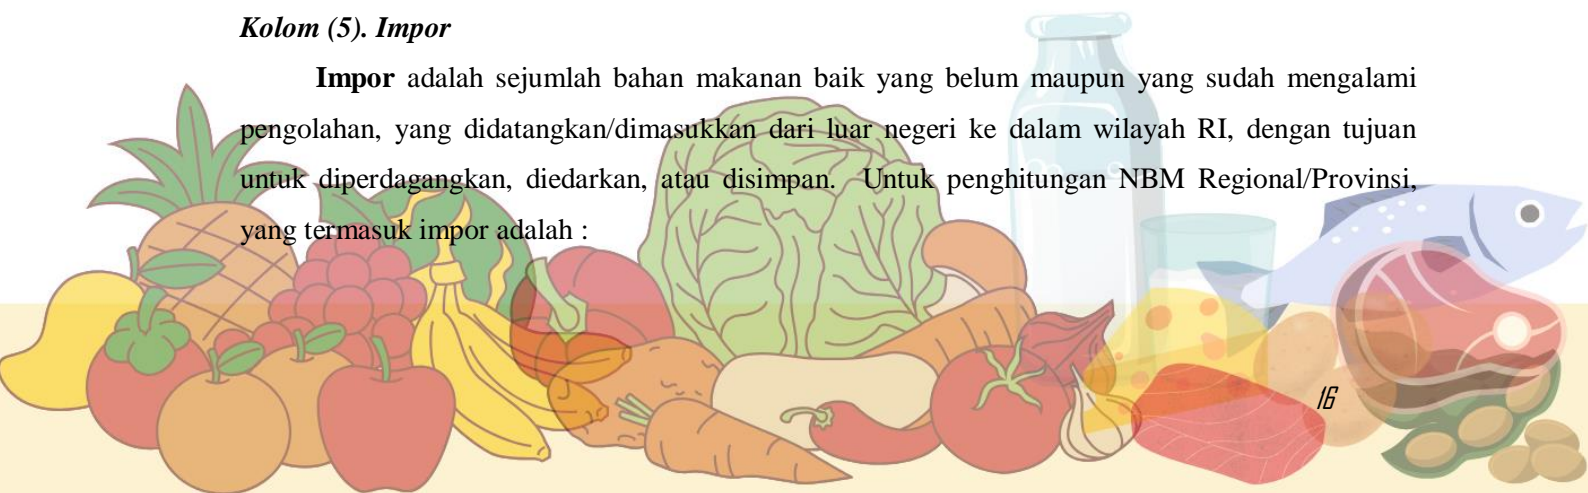 Kolom (5). Impor
Impor adalah sejumlah bahan makanan baik yang belum maupun yang sudah mengalami
pengolahan, yang didatangkan/dimasukkan dari luar negeri ke dalam wilayah RI, dengan tujuan
untuk diperdagangkan, diedarkan, atau disimpan. Untuk penghitungan NBM Regional/Provinsi,
yang termasuk impor adalah :
16